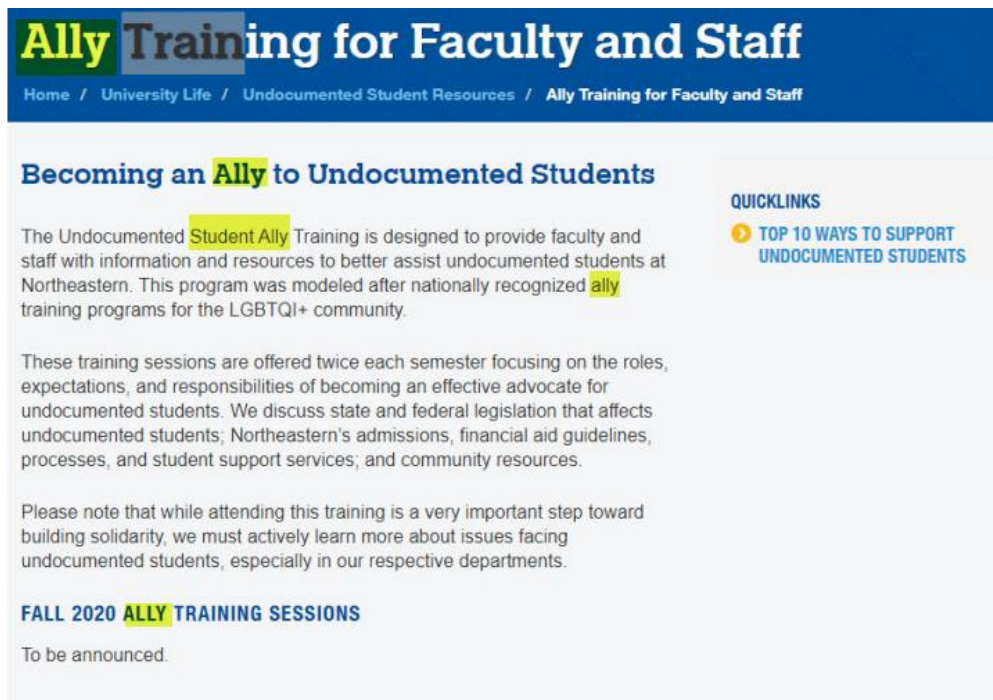 Ally Training for Faculty and Staff
Home / University Life / Undocumented Student Resources / Ally Training for Faculty and Staff
Becoming an Ally to Undocumented Students
The Undocumented Student Ally Training is designed to provide faculty and
staff with information and resources to better assist undocumented students at
Northeastern. This program was modeled after nationally recognized ally
training programs for the LGBTQI+ community.
These training sessions are offered twice each semester focusing on the roles,
expectations, and responsibilities of becoming an effective advocate for
undocumented students. We discuss state and federal legislation that affects
undocumented students; Northeastern's admissions, financial aid guidelines,
processes, and student support services; and community resources.
Please note that while attending this training is a very important step toward
building solidarity, we must actively learn more about issues facing
undocumented students, especially in our respective departments.
FALL 2020 ALLY TRAINING SESSIONS
To be announced.
QUICKLINKS
TOP 10 WAYS TO SUPPORT
UNDOCUMENTED STUDENTS